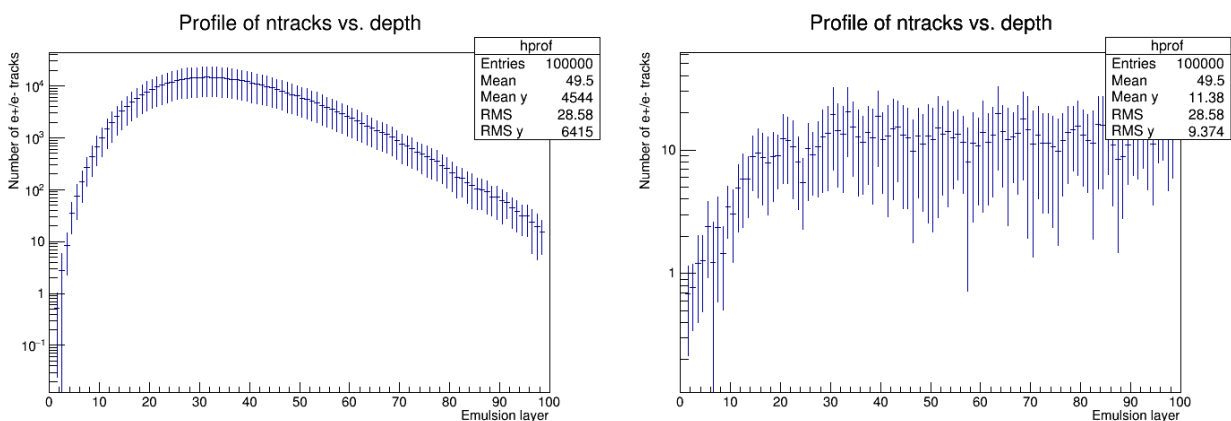 Profile of ntracks vs. depth
hprof
Entries 100000
Mean 49.5
Mean y 4544
RMS 28.58
RMS y 6415
Number of e+/e- tracks
10⁴
10³
10²
10
1
10⁻¹
0 10 20 30 40 50 60 70 80 90 100
Emulsion layer
Profile of ntracks vs. depth
hprof
Entries 100000
Mean 49.5
Mean y 11.38
RMS 28.58
RMS y 9.374
Number of e+/e- tracks
10
1
0 10 20 30 40 50 60 70 80 90 100
Emulsion layer